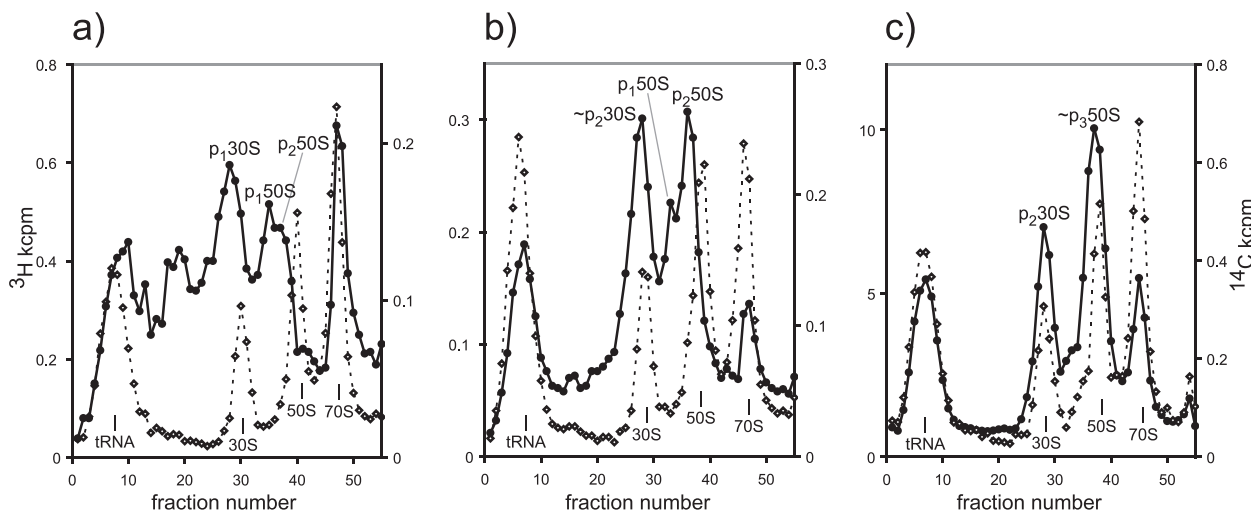 a)
b)
c)
0.8
0.6
0.4
0.2
0
³H kcpm
p₁30S
p₂50S
p₁50S
tRNA
30S
50S
70S
0.2
0.1
0
0 10 20 30 40 50
fraction number
0.3
0.2
0.1
0
p₁50S
~p₂30S
p₂50S
tRNA
30S
50S
70S
0.3
0.2
0.1
0
0 10 20 30 40 50
fraction number
10
5
0
~p₃50S
p₂30S
tRNA
30S
50S
70S
0.8
0.6
0.4
0.2
0
¹⁴C kcpm
0 10 20 30 40 50
fraction number